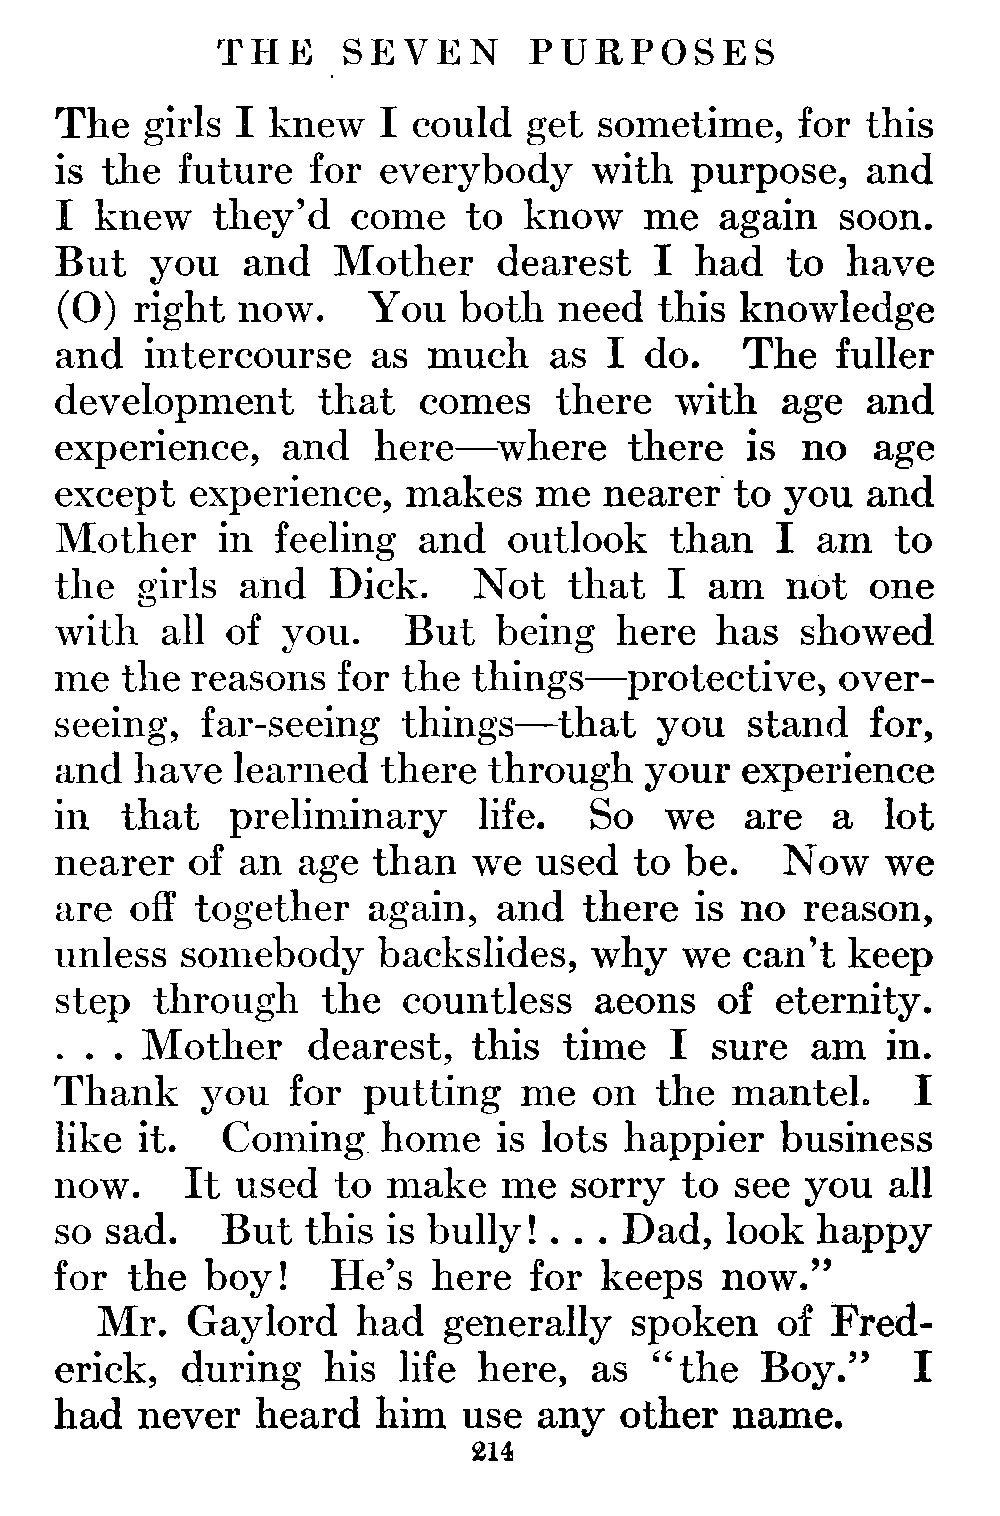 THE SEVEN PURPOSES
The girls I knew I could get sometime, for this
is the future for everybody with purpose, and
I knew they'd come to know me again soon.
But you and Mother dearest I had to have
(O) right now. You both need this knowledge
and intercourse as much as I do. The fuller
development that comes there with age and
experience, and here—where there is no age
except experience, makes me nearer to you and
Mother in feeling and outlook than I am to
the girls and Dick. Not that I am not one
with all of you. But being here has showed
me the reasons for the things—protective, over-
seeing, far-seeing things—that you stand for,
and have learned there through your experience
in that preliminary life. So we are a lot
nearer of an age than we used to be. Now we
are off together again, and there is no reason,
unless somebody backslides, why we can't keep
step through the countless aeons of eternity.
. . . Mother dearest, this time I sure am in.
Thank you for putting me on the mantel. I
like it. Coming home is lots happier business
now. It used to make me sorry to see you all
so sad. But this is bully! . . . Dad, look happy
for the boy! He's here for keeps now."
Mr. Gaylord had generally spoken of Fred-
erick, during his life here, as "the Boy." I
had never heard him use any other name.
214